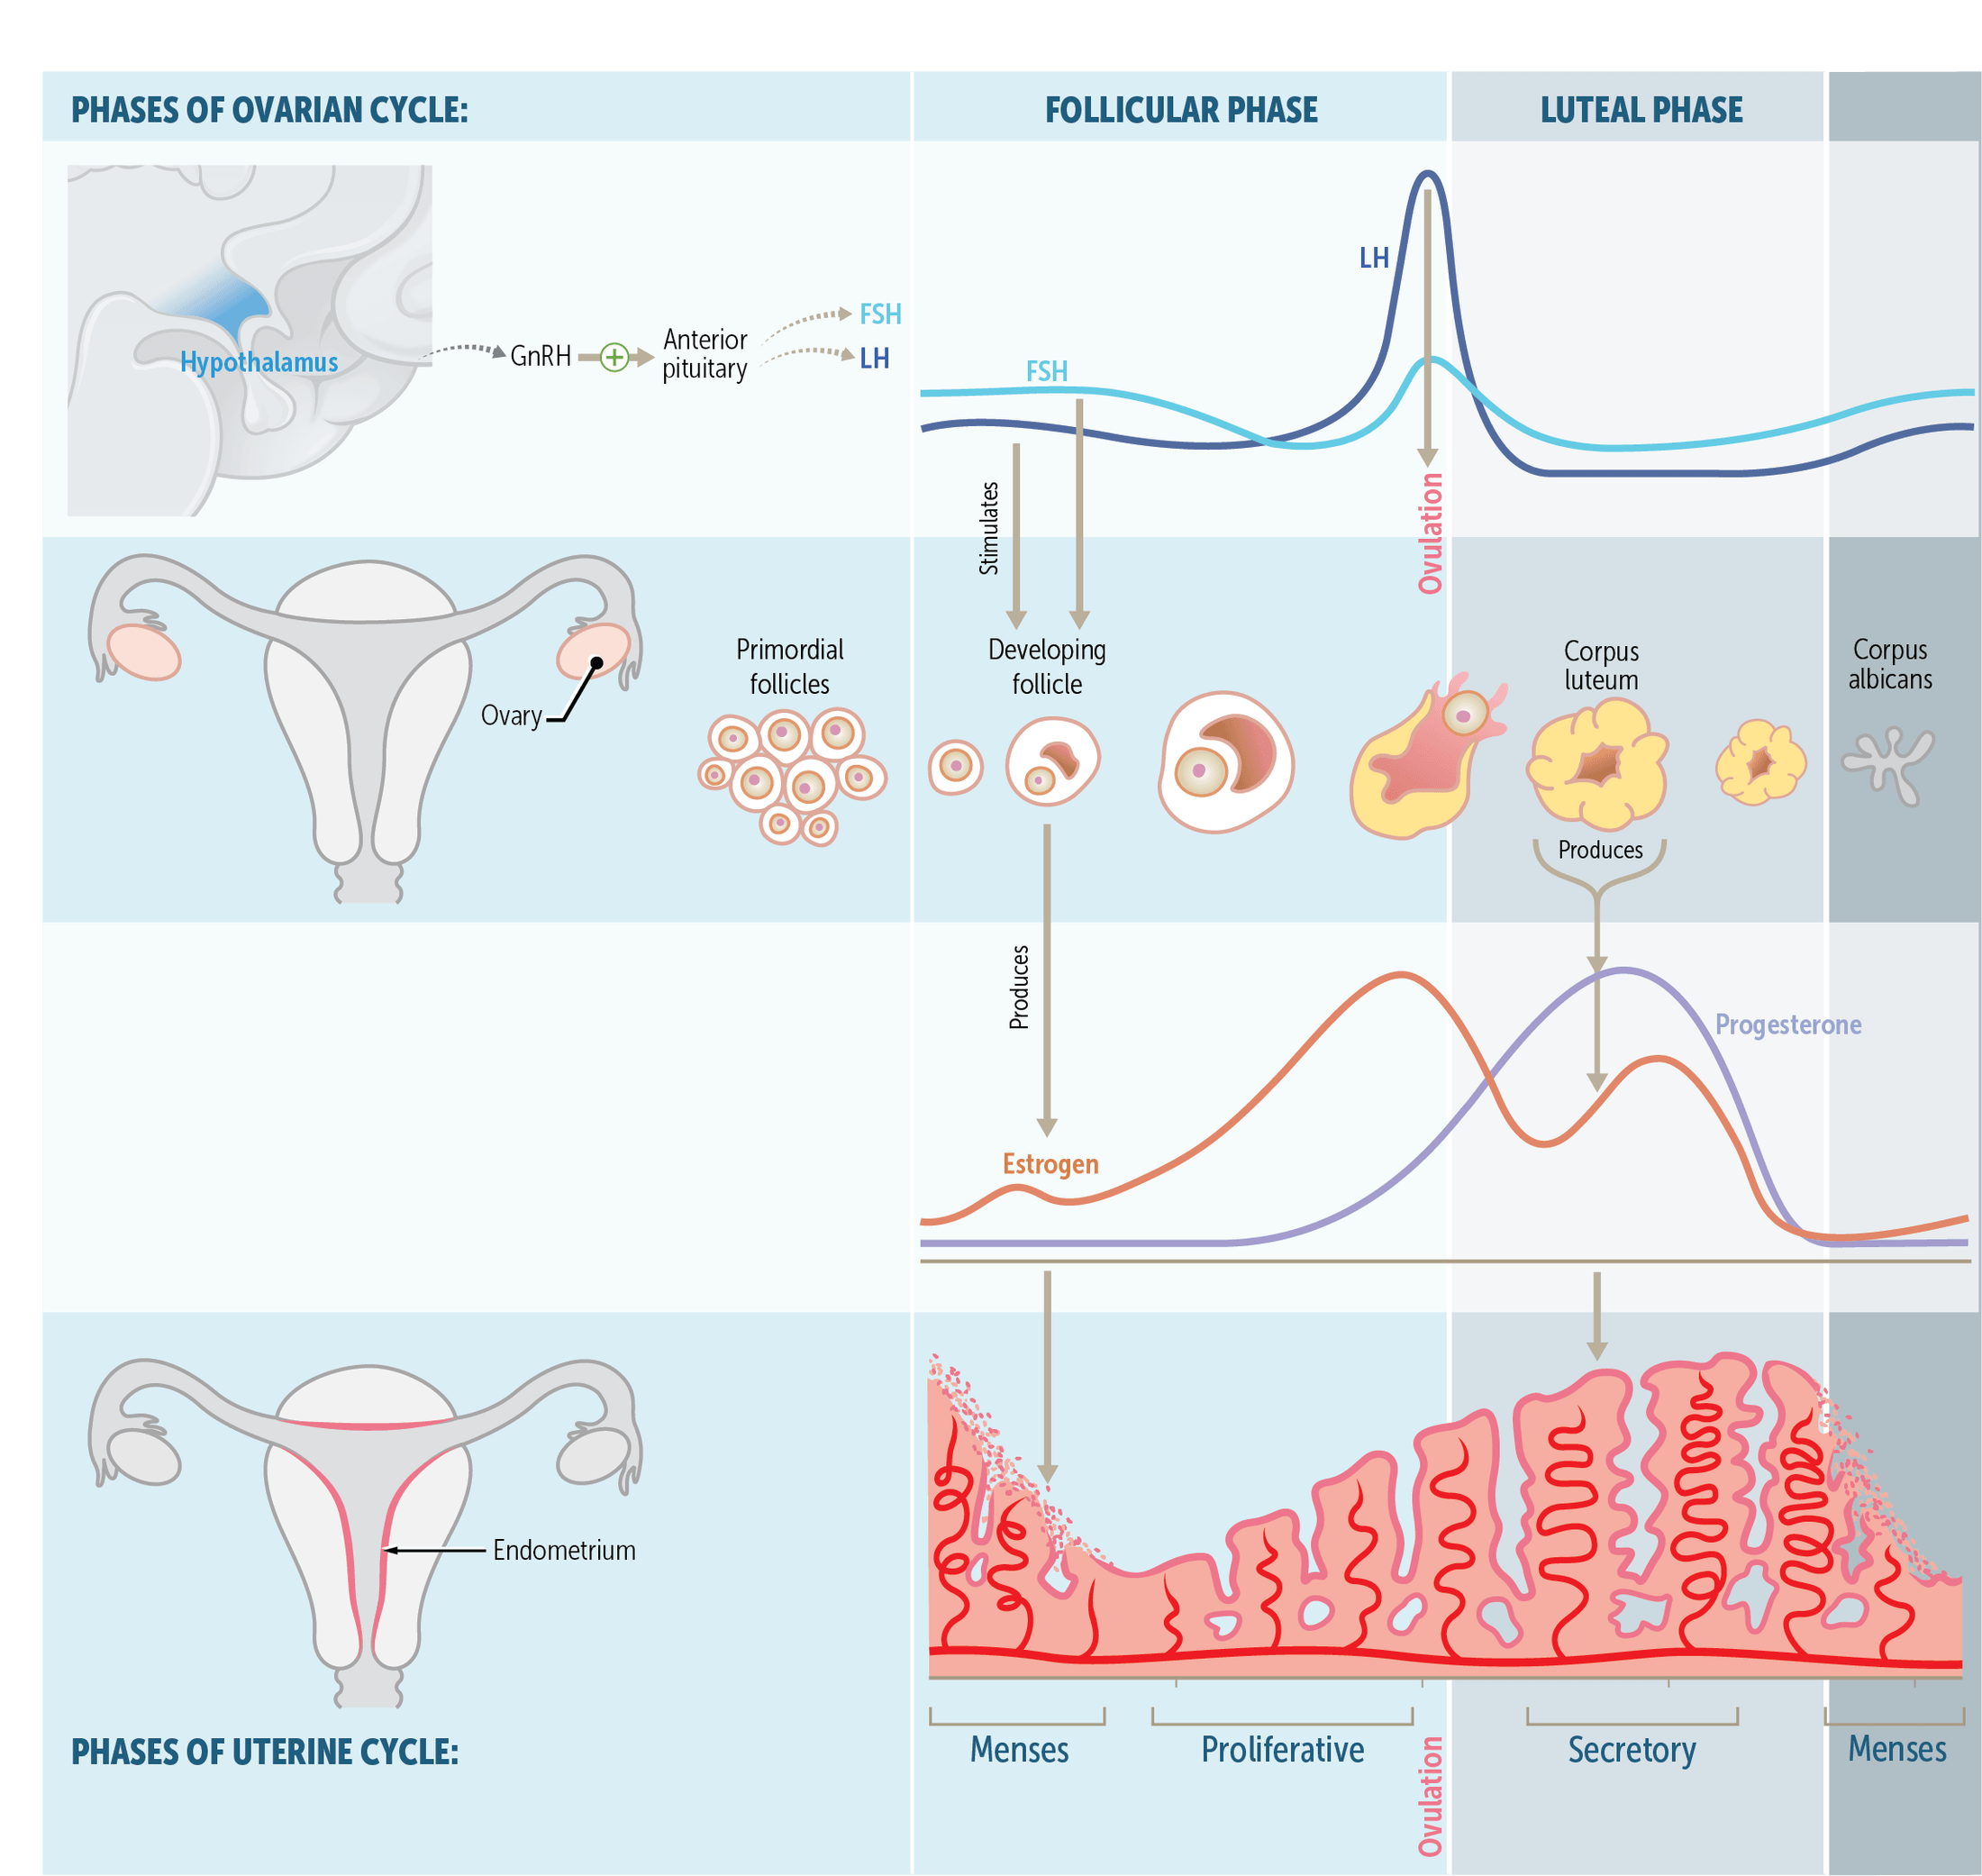 PHASES OF OVARIAN CYCLE:
FOLLICULAR PHASE
LUTEAL PHASE
Hypothalamus
GnRH
+
Anterior
pituitary
FSH
LH
FSH
LH
Stimulates
Ovulation
Ovary
Primordial
follicles
Developing
follicle
Corpus
luteum
Corpus
albicans
Produces
Produces
Progesterone
Estrogen
Endometrium
PHASES OF UTERINE CYCLE:
Menses
Proliferative
Ovulation
Secretory
Menses